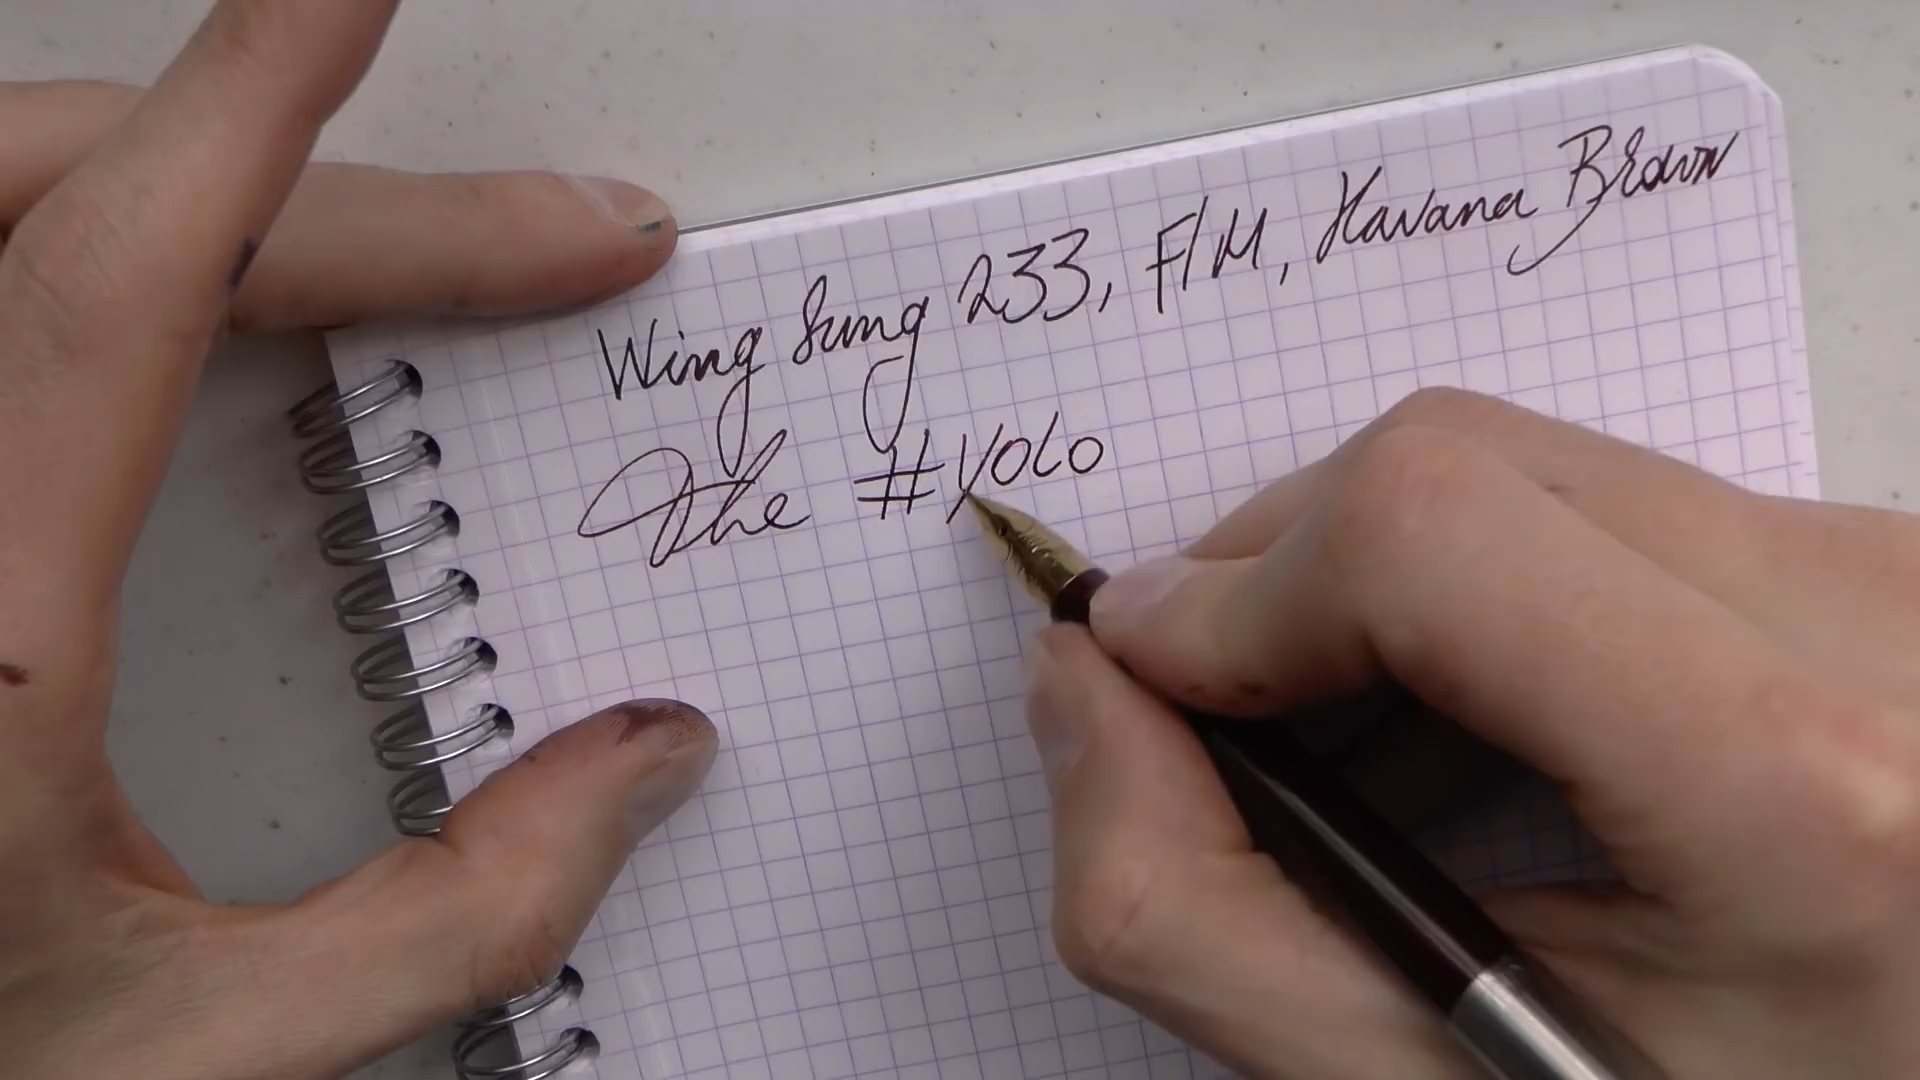 Wing Sung 233, F/M, Havana Brown
The #YOLO